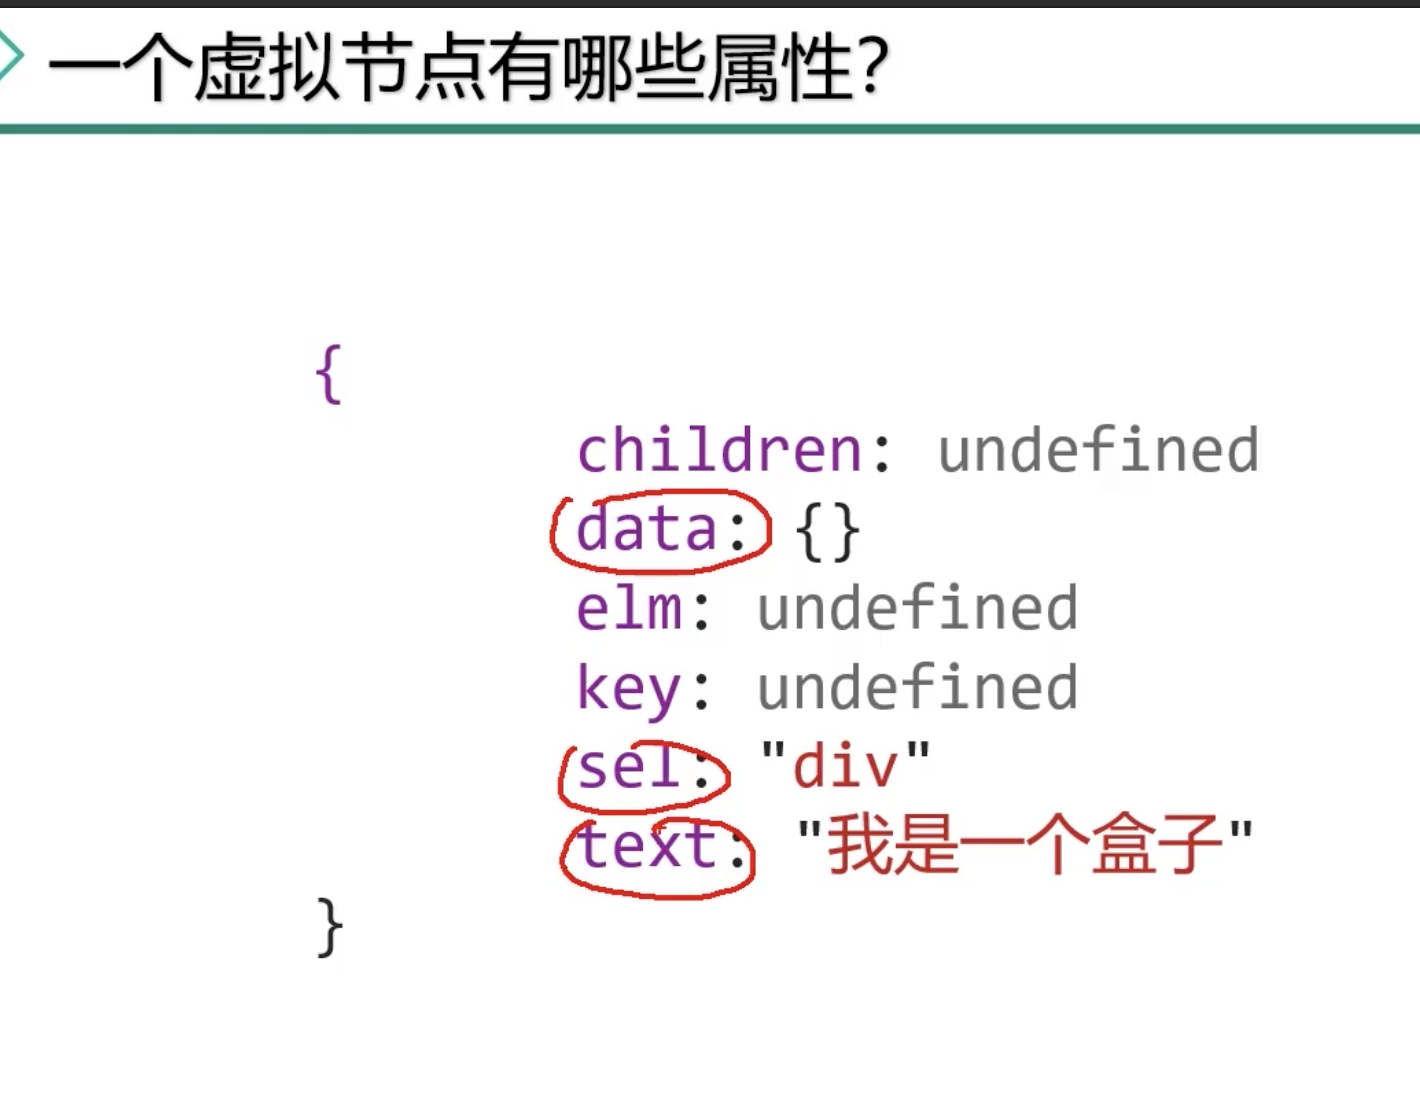 一个虚拟节点有哪些属性?
{
children: undefined
data: {}
elm: undefined
key: undefined
sel: "div"
text: "我是一个盒子"
}